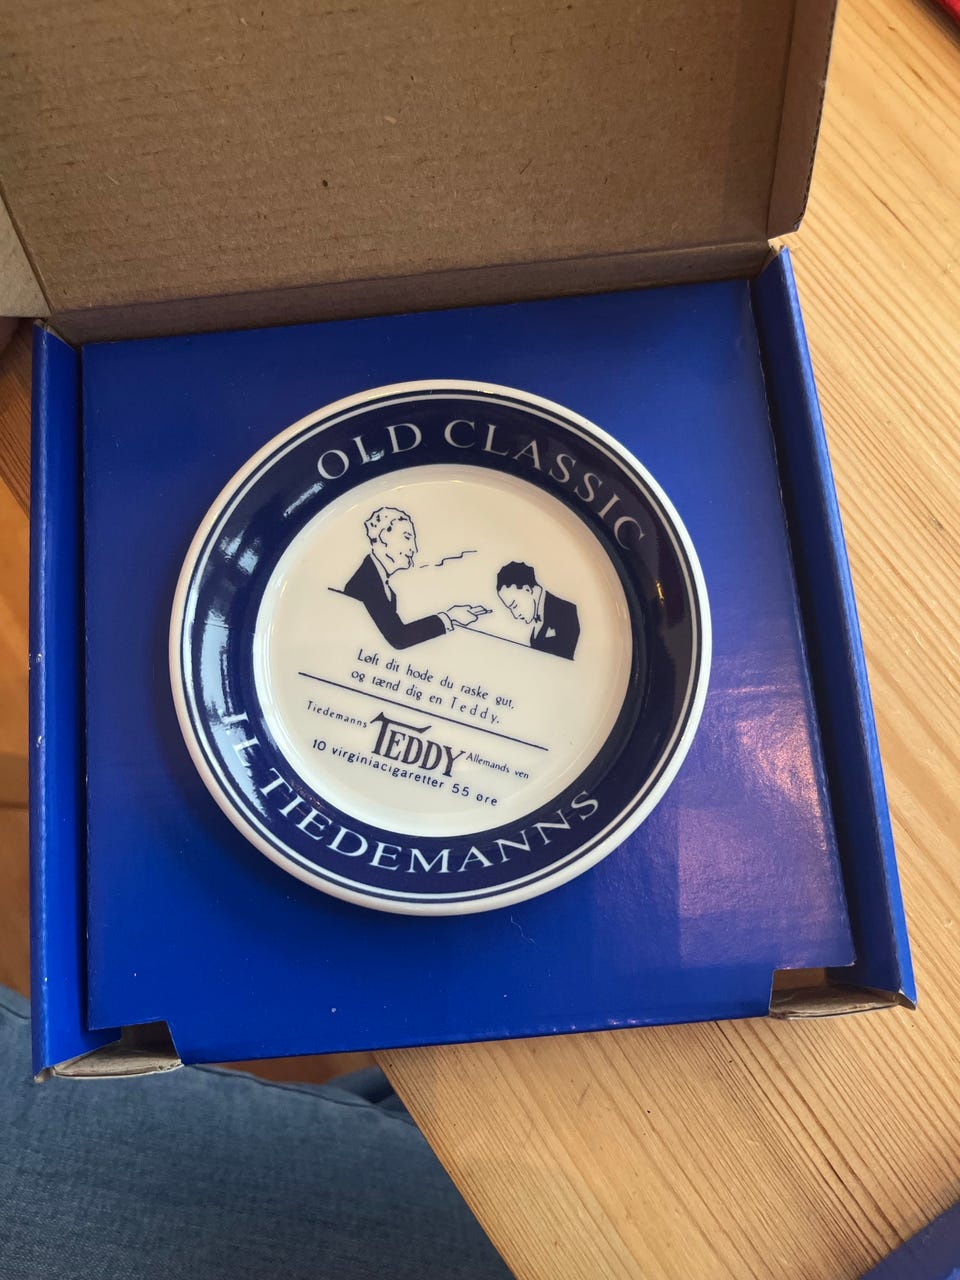 OLD CLASSIC
Løft dit hode du raske gut.
og tænd dig en Teddy.
Tiedemanns TEDDY Allemands ven
10 virginiacigaretter 55 øre
J.L. TIEDEMANNS